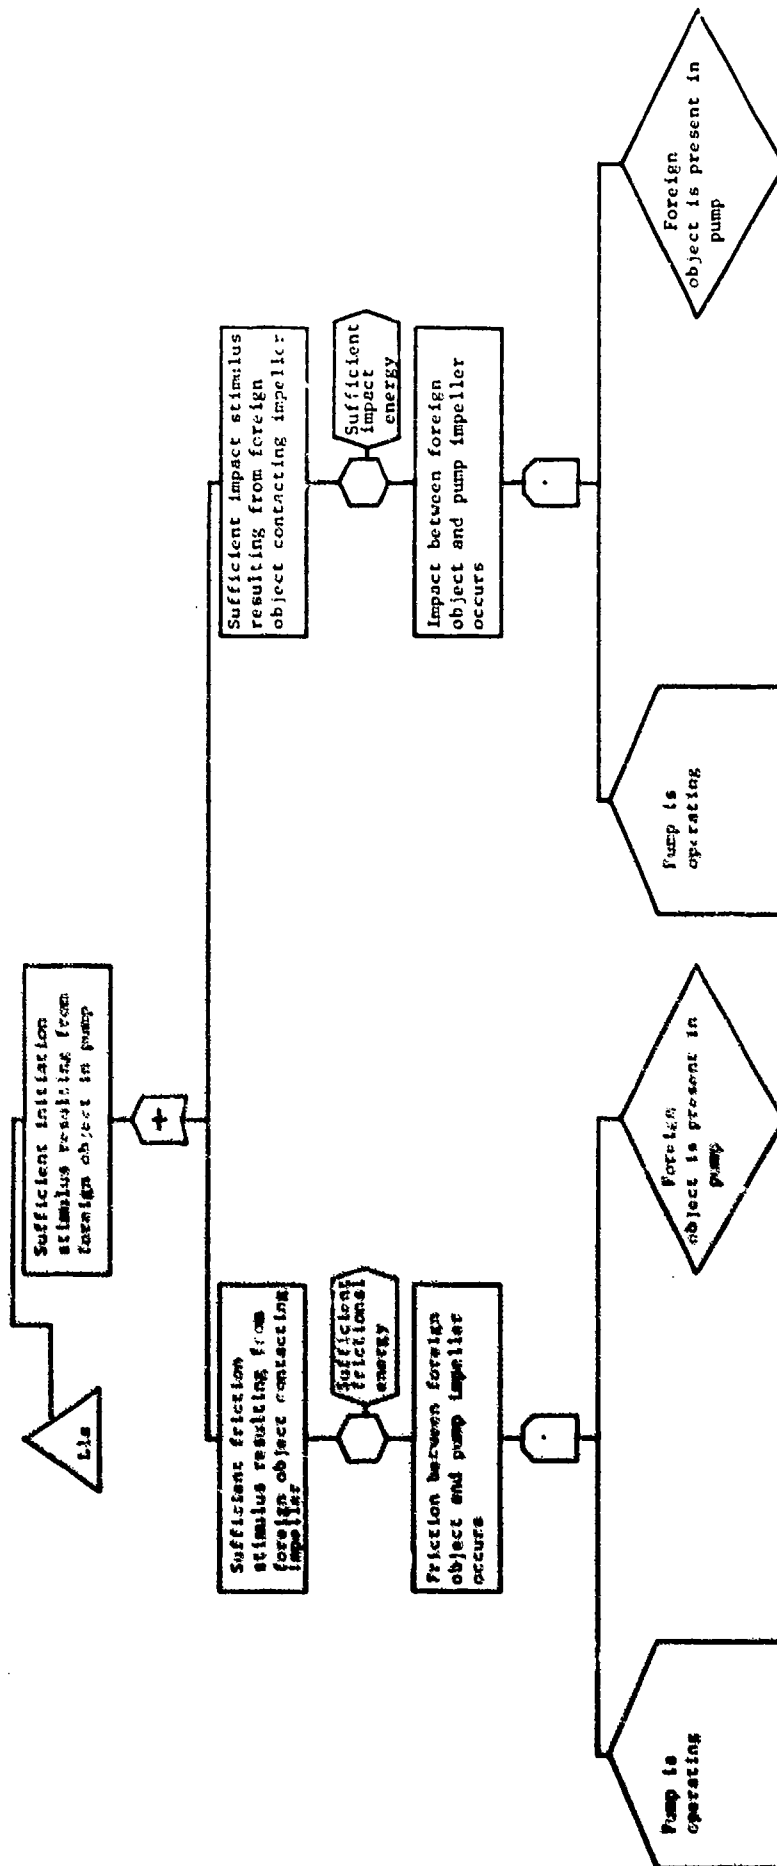 Sufficient initiation
stimulus resulting from
foreign object in pump
+
Sufficient friction
stimulus resulting from
foreign object contacting
impeller
Sufficient
frictional
energy
Friction between foreign
object and pump impeller
occurs
Pump is
operating
Foreign
object is present in
pump
Sufficient impact stimulus
resulting from foreign
object contacting impeller
Sufficient
impact
energy
Impact between foreign
object and pump impeller
occurs
Pump is
operating
Foreign
object is present in
pump